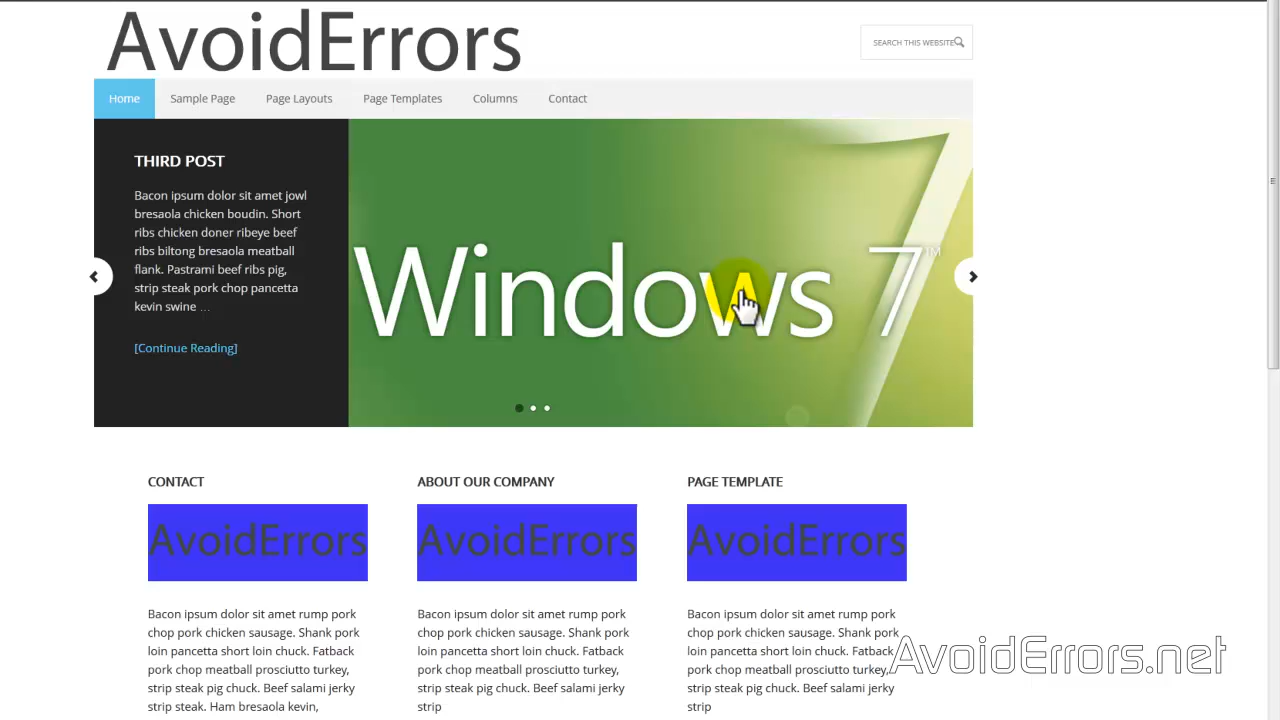 AvoidErrors
SEARCH THIS WEBSITE
Home Sample Page Page Layouts Page Templates Columns Contact
THIRD POST
Bacon ipsum dolor sit amet jowl
bresaola chicken boudin. Short
ribs chicken doner ribeye beef
ribs biltong bresaola meatball
flank. Pastrami beef ribs pig,
strip steak pork chop pancetta
kevin swine ...
[Continue Reading]
Windows 7™
CONTACT
AvoidErrors
Bacon ipsum dolor sit amet rump pork
chop pork chicken sausage. Shank pork
loin pancetta short loin chuck. Fatback
pork chop meatball prosciutto turkey,
strip steak pig chuck. Beef salami jerky
strip steak. Ham bresaola kevin,
ABOUT OUR COMPANY
AvoidErrors
Bacon ipsum dolor sit amet rump pork
chop pork chicken sausage. Shank pork
loin pancetta short loin chuck. Fatback
pork chop meatball prosciutto turkey,
strip steak pig chuck. Beef salami jerky
strip
PAGE TEMPLATE
AvoidErrors
Bacon ipsum dolor sit amet rump pork
chop pork chicken sausage. Shank pork
loin pancetta short loin chuck. Fatback
pork chop meatball prosciutto turkey,
strip steak pig chuck. Beef salami jerky
strip
AvoidErrors.net